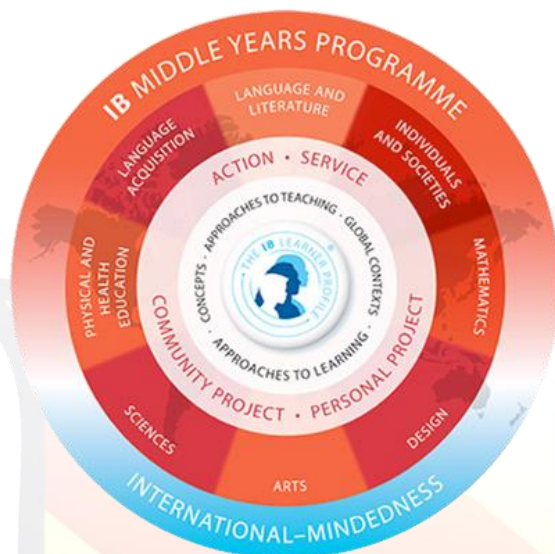 IB MIDDLE YEARS PROGRAMME
LANGUAGE AND
LITERATURE
INDIVIDUALS
AND SOCIETIES
MATHEMATICS
DESIGN
ARTS
SCIENCES
PHYSICAL AND
HEALTH
EDUCATION
LANGUAGE
ACQUISITION
ACTION • SERVICE
PERSONAL PROJECT
COMMUNITY PROJECT •
APPROACHES TO TEACHING · GLOBAL CONTEXTS ·
APPROACHES TO LEARNING ·
CONCEPTS ·
• THE IB LEARNER PROFILE • ®
INTERNATIONAL–MINDEDNESS